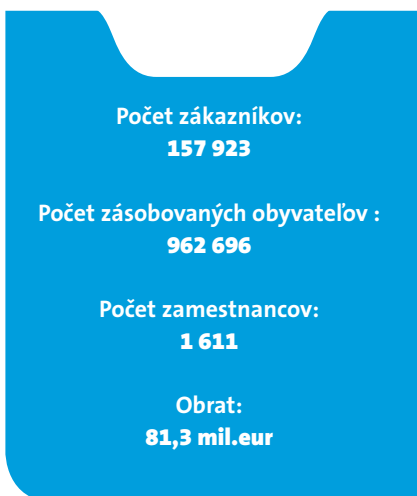 Počet zákazníkov:
157 923
Počet zásobovaných obyvateľov :
962 696
Počet zamestnancov:
1 611
Obrat:
81,3 mil.eur